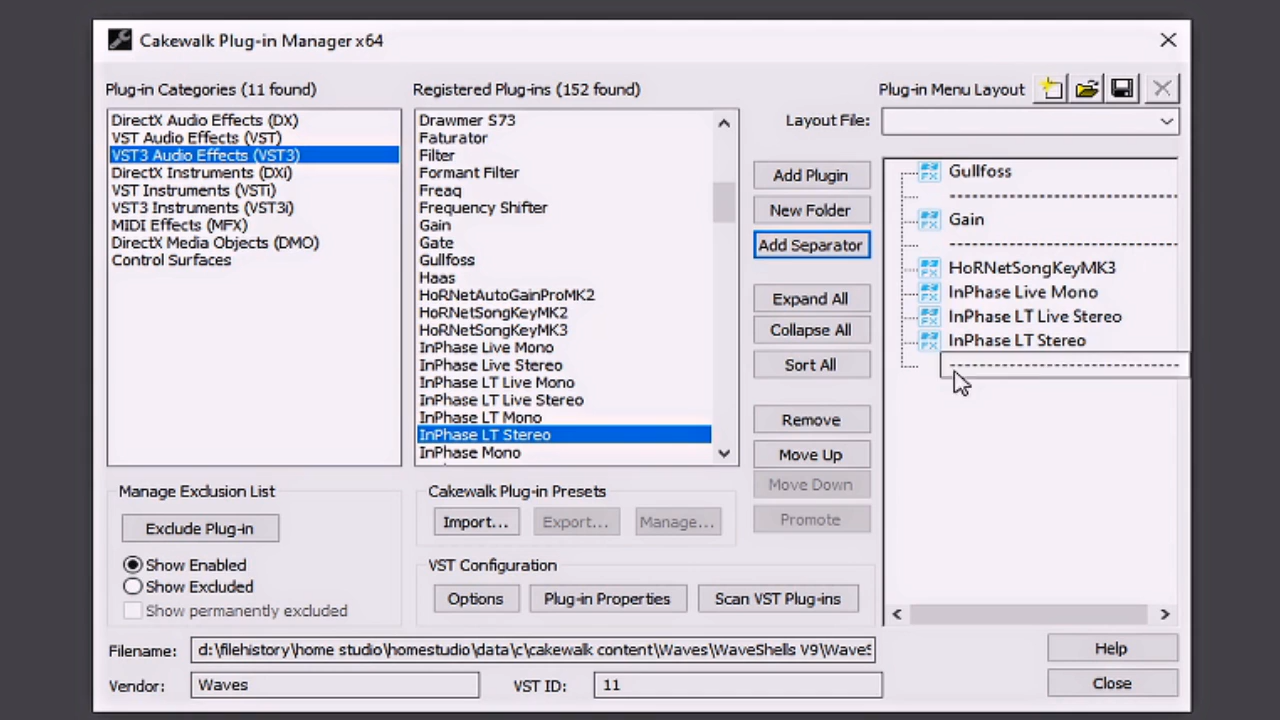 Cakewalk Plug-in Manager x64
Plug-in Categories (11 found)
DirectX Audio Effects (DX)
VST Audio Effects (VST)
VST3 Audio Effects (VST3)
DirectX Instruments (DXi)
VST Instruments (VSTi)
VST3 Instruments (VST3i)
MIDI Effects (MFX)
DirectX Media Objects (DMO)
Control Surfaces
Registered Plug-ins (152 found)
Drawmer S73
Faturator
Filter
Formant Filter
Freaq
Frequency Shifter
Gain
Gate
Gullfoss
Haas
HoRNetAutoGainProMK2
HoRNetSongKeyMK2
HoRNetSongKeyMK3
InPhase Live Mono
InPhase Live Stereo
InPhase LT Live Mono
InPhase LT Live Stereo
InPhase LT Mono
InPhase LT Stereo
InPhase Mono
Plug-in Menu Layout
Layout File:
Add Plugin
New Folder
Add Separator
Expand All
Collapse All
Sort All
Remove
Move Up
Move Down
Promote
Gullfoss
Gain
HoRNetSongKeyMK3
InPhase Live Mono
InPhase LT Live Stereo
InPhase LT Stereo
Manage Exclusion List
Exclude Plug-in
Show Enabled
Show Excluded
Show permanently excluded
Cakewalk Plug-in Presets
Import...
Export...
Manage...
VST Configuration
Options
Plug-in Properties
Scan VST Plug-ins
Filename:
d:\filehistory\home studio\homestudio\data\c\cakewalk content\Waves\WaveShells V9\WaveS
Vendor:
Waves
VST ID:
11
Help
Close